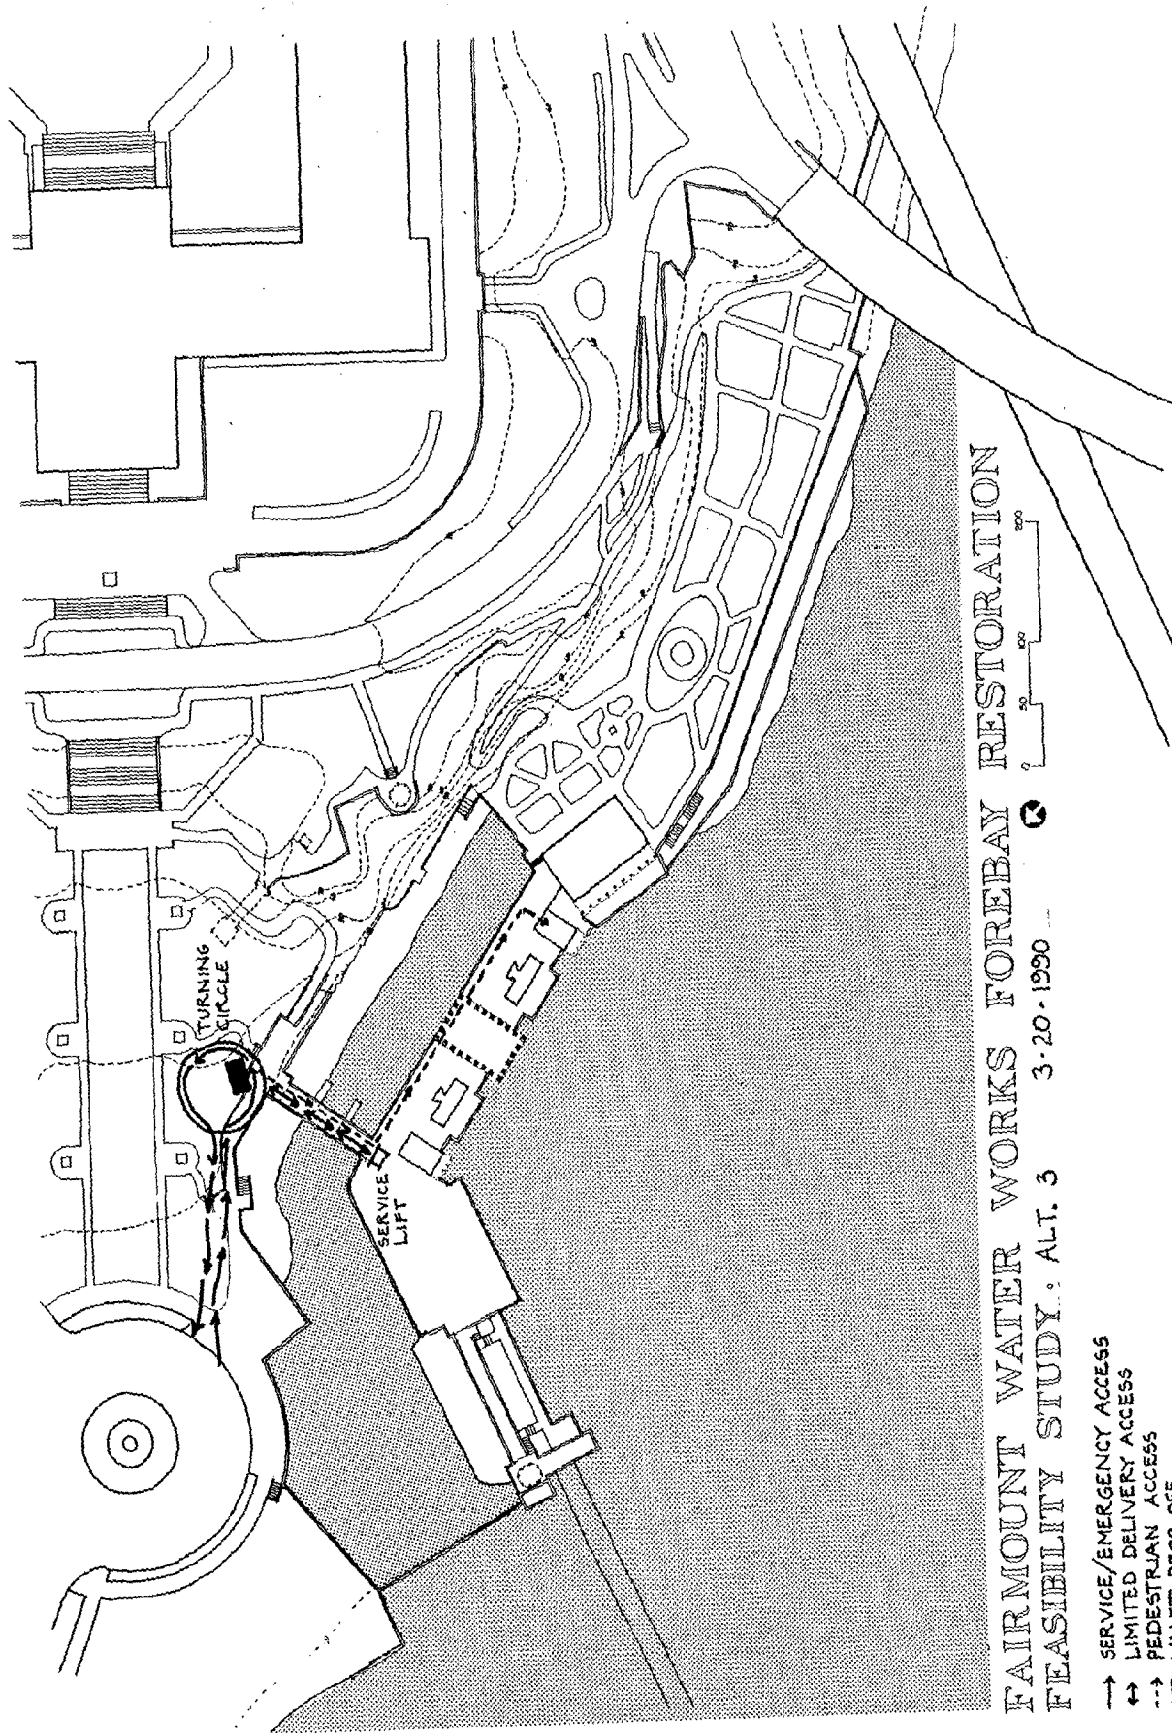 TURNING
CIRCLE
SERVICE
LIFT
FAIRMOUNT WATER WORKS FOREBAY RESTORATION
FEASIBILITY STUDY: ALT. 3 3-20-1990
0 50 100 200
→ SERVICE/EMERGENCY ACCESS
↔ LIMITED DELIVERY ACCESS
--→ PEDESTRIAN ACCESS